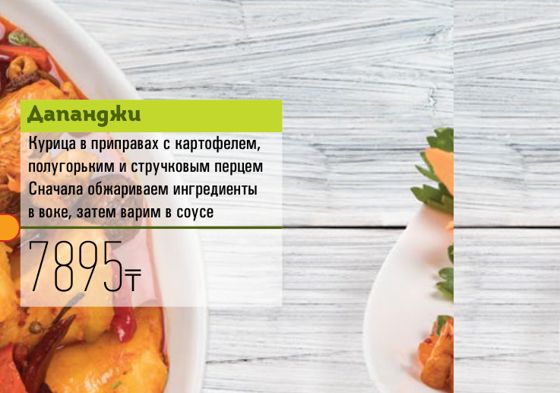 Дапанджи
Курица в приправах с картофелем,
полугорьким и стручковым перцем
Сначала обжариваем ингредиенты
в воке, затем варим в соусе
7895₸